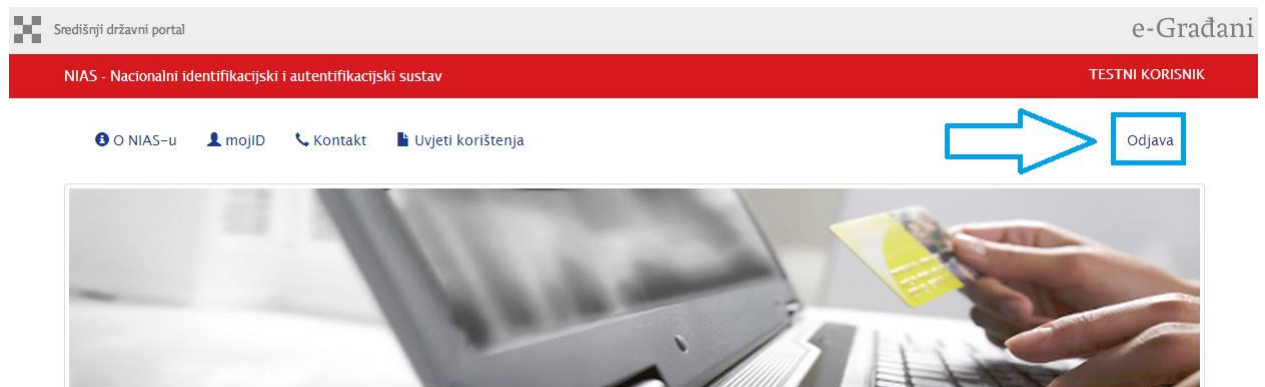 Središnji državni portal
e-Građani
NIAS - Nacionalni identifikacijski i autentifikacijski sustav
TESTNI KORISNIK
O NIAS-u mojID Kontakt Uvjeti korištenja
Odjava